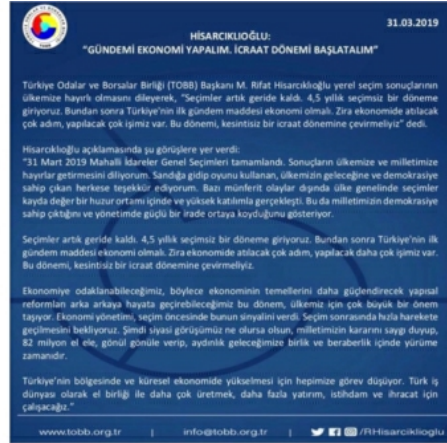 31.03.2019
HİSARCIKLIOĞLU:
“GÜNDEMİ EKONOMİ YAPALIM. İCRAAT DÖNEMİ BAŞLATALIM”
Türkiye Odalar ve Borsalar Birliği (TOBB) Başkanı M. Rifat Hisarcıklıoğlu yerel seçim sonuçlarının
ülkemize hayırlı olmasını dileyerek, “Seçimler artık geride kaldı. 4,5 yıllık seçimsiz bir döneme
giriyoruz. Bundan sonra Türkiye'nin ilk gündem maddesi ekonomi olmalı. Zira ekonomide atılacak
çok adım, yapılacak çok işimiz var. Bu dönemi, kesintisiz bir icraat dönemine çevirmeliyiz” dedi.
Hisarcıklıoğlu açıklamasında şu görüşlere yer verdi:
“31 Mart 2019 Mahalli İdareler Genel Seçimleri tamamlandı. Sonuçların ülkemize ve milletimize
hayırlar getirmesini diliyorum. Sandığa gidip oyunu kullanan, ülkemizin geleceğine ve demokrasiye
sahip çıkan herkese teşekkür ediyorum. Bazı münferit olaylar dışında ülke genelinde seçimler
kayda değer bir huzur ortamı içinde ve yüksek katılımla gerçekleşti. Bu da milletimizin demokrasiye
sahip çıktığını ve yönetimde güçlü bir irade ortaya koyduğunu gösteriyor.
Seçimler artık geride kaldı. 4,5 yıllık seçimsiz bir döneme giriyoruz. Bundan sonra Türkiye'nin ilk
gündem maddesi ekonomi olmalı. Zira ekonomide atılacak çok adım, yapılacak çok işimiz var.
Bu dönemi, kesintisiz bir icraat dönemine çevirmeliyiz.
Ekonomiye odaklanabileceğimiz, böylece ekonominin temellerini daha güçlendirecek yapısal
reformları arka arkaya hayata geçirebileceğimiz bu dönem, ülkemiz için çok büyük bir önem
taşıyor. Ekonomi yönetimi, seçim öncesinde bunun sinyalini verdi. Seçim sonrasında hızla harekete
geçilmesini bekliyoruz. Şimdi siyasi görüşümüz ne olursa olsun, milletimizin kararını saygı duyup,
82 milyon el ele, gönül gönüle verip, aydınlık geleceğimize birlik ve beraberlik içinde yürüme
zamanıdır.
Türkiye'nin bölgesinde ve küresel ekonomide yükselmesi için hepimize görev düşüyor. Türk iş
dünyası olarak el birliği ile daha çok üretmek, daha fazla yatırım, istihdam ve ihracat için
çalışacağız.”
www.tobb.org.tr | info@tobb.org.tr | /RHisarciklioglu